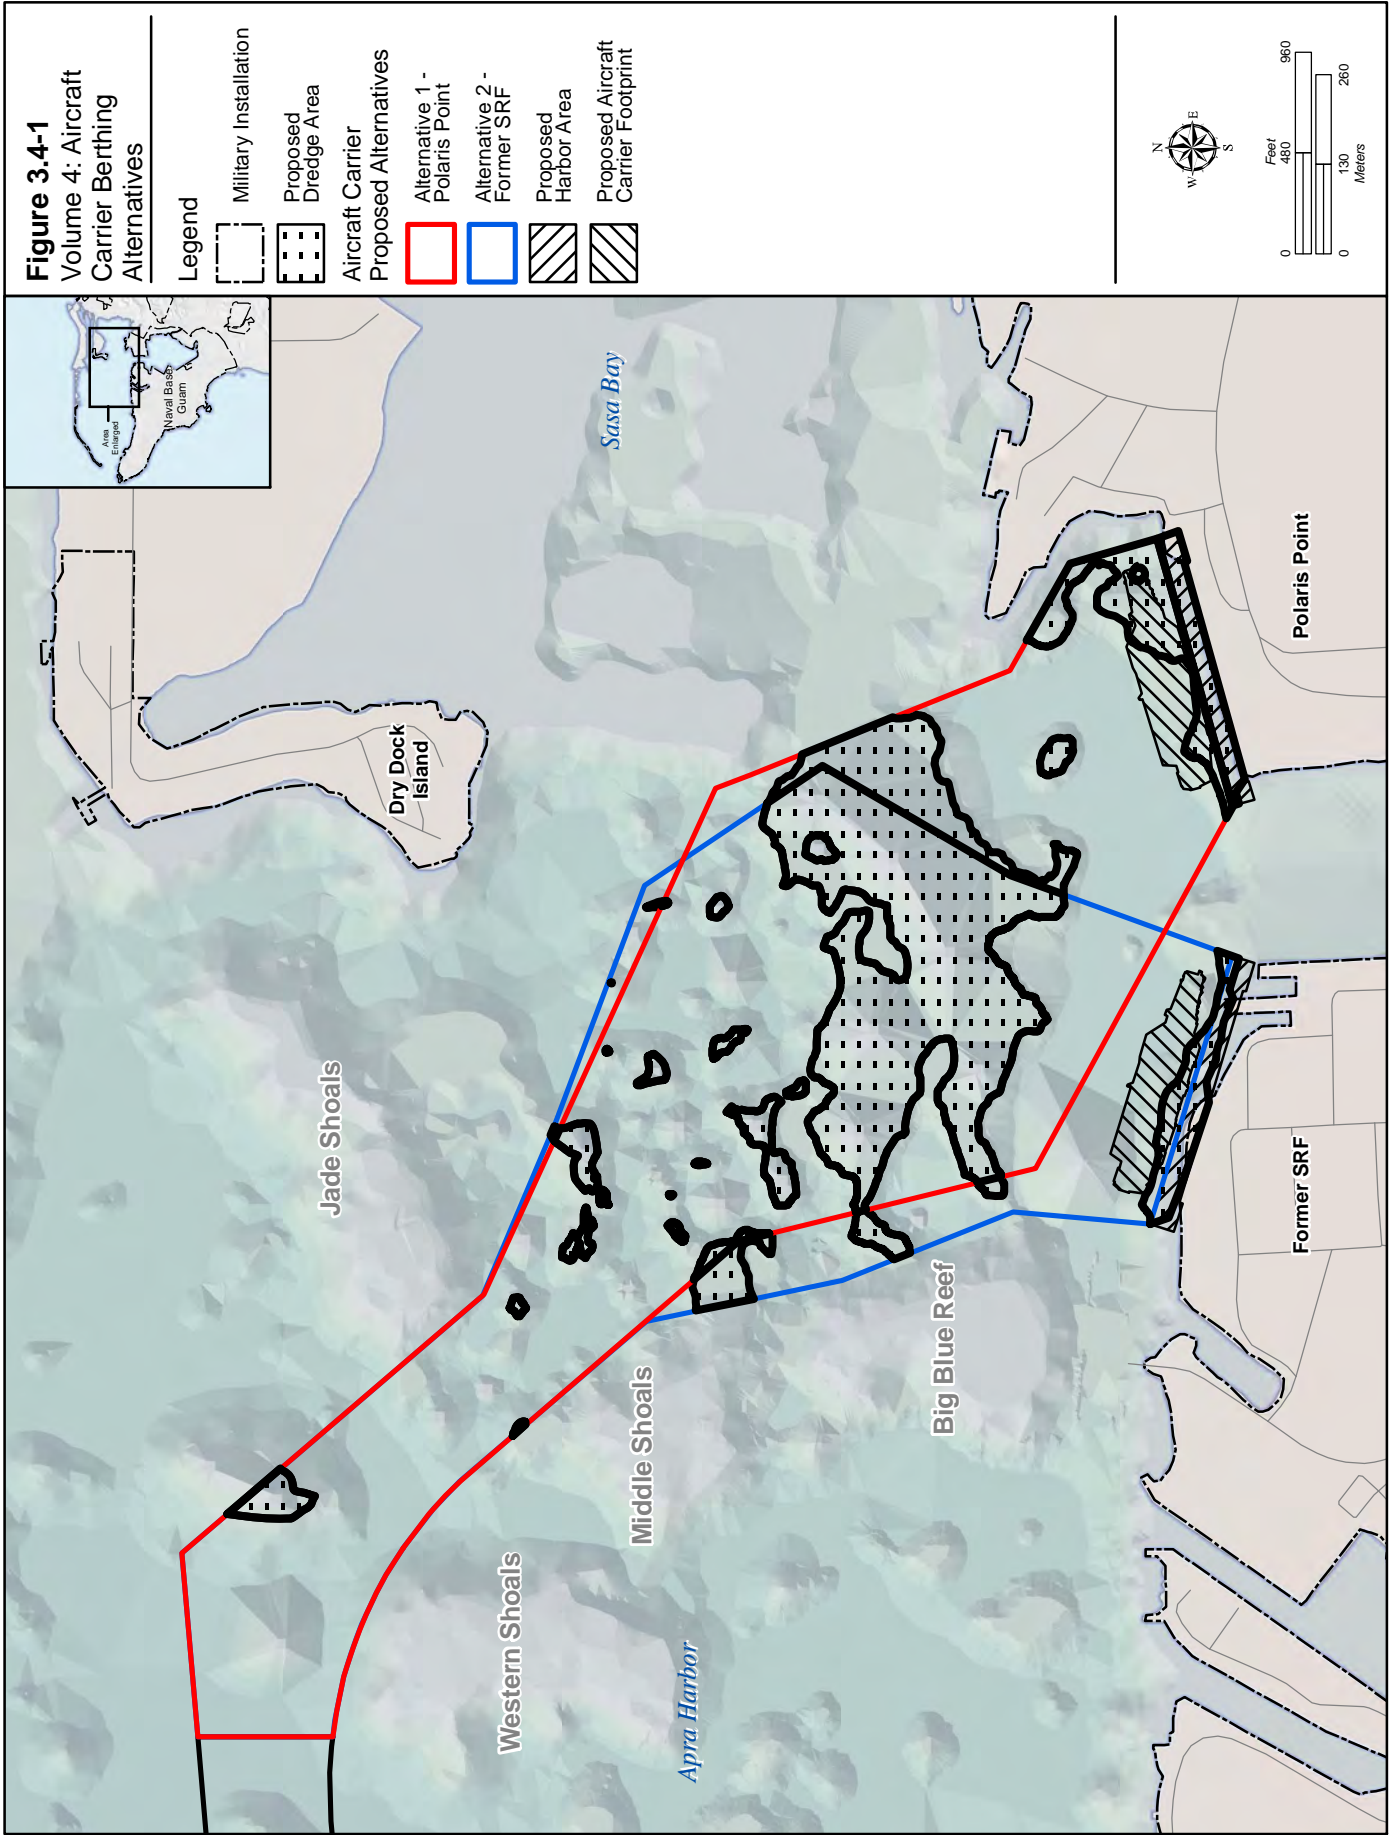 Figure 3.4-1
Volume 4: Aircraft
Carrier Berthing
Alternatives
Legend
Military Installation
Proposed
Dredge Area
Aircraft Carrier
Proposed Alternatives
Alternative 1 -
Polaris Point
Alternative 2 -
Former SRF
Proposed
Harbor Area
Proposed Aircraft
Carrier Footprint
N
W
E
S
Feet
0
480
960
0
130
260
Meters
Area
Enlarged
Naval Base
Guam
Sasa Bay
Dry Dock
Island
Polaris Point
Jade Shoals
Former SRF
Big Blue Reef
Middle Shoals
Western Shoals
Apra Harbor